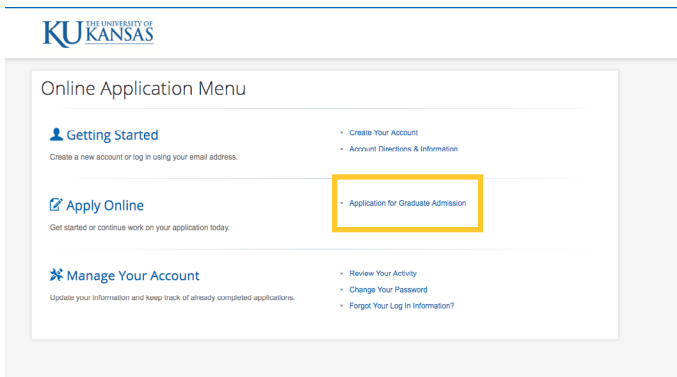 KU THE UNIVERSITY OF
KANSAS
Online Application Menu
Getting Started
Create a new account or log in using your email address.
• Create Your Account
• Account Directions & Information
Apply Online
Get started or continue work on your application today.
• Application for Graduate Admission
Manage Your Account
Update your information and keep track of already completed applications.
• Review Your Activity
• Change Your Password
• Forgot Your Log In Information?